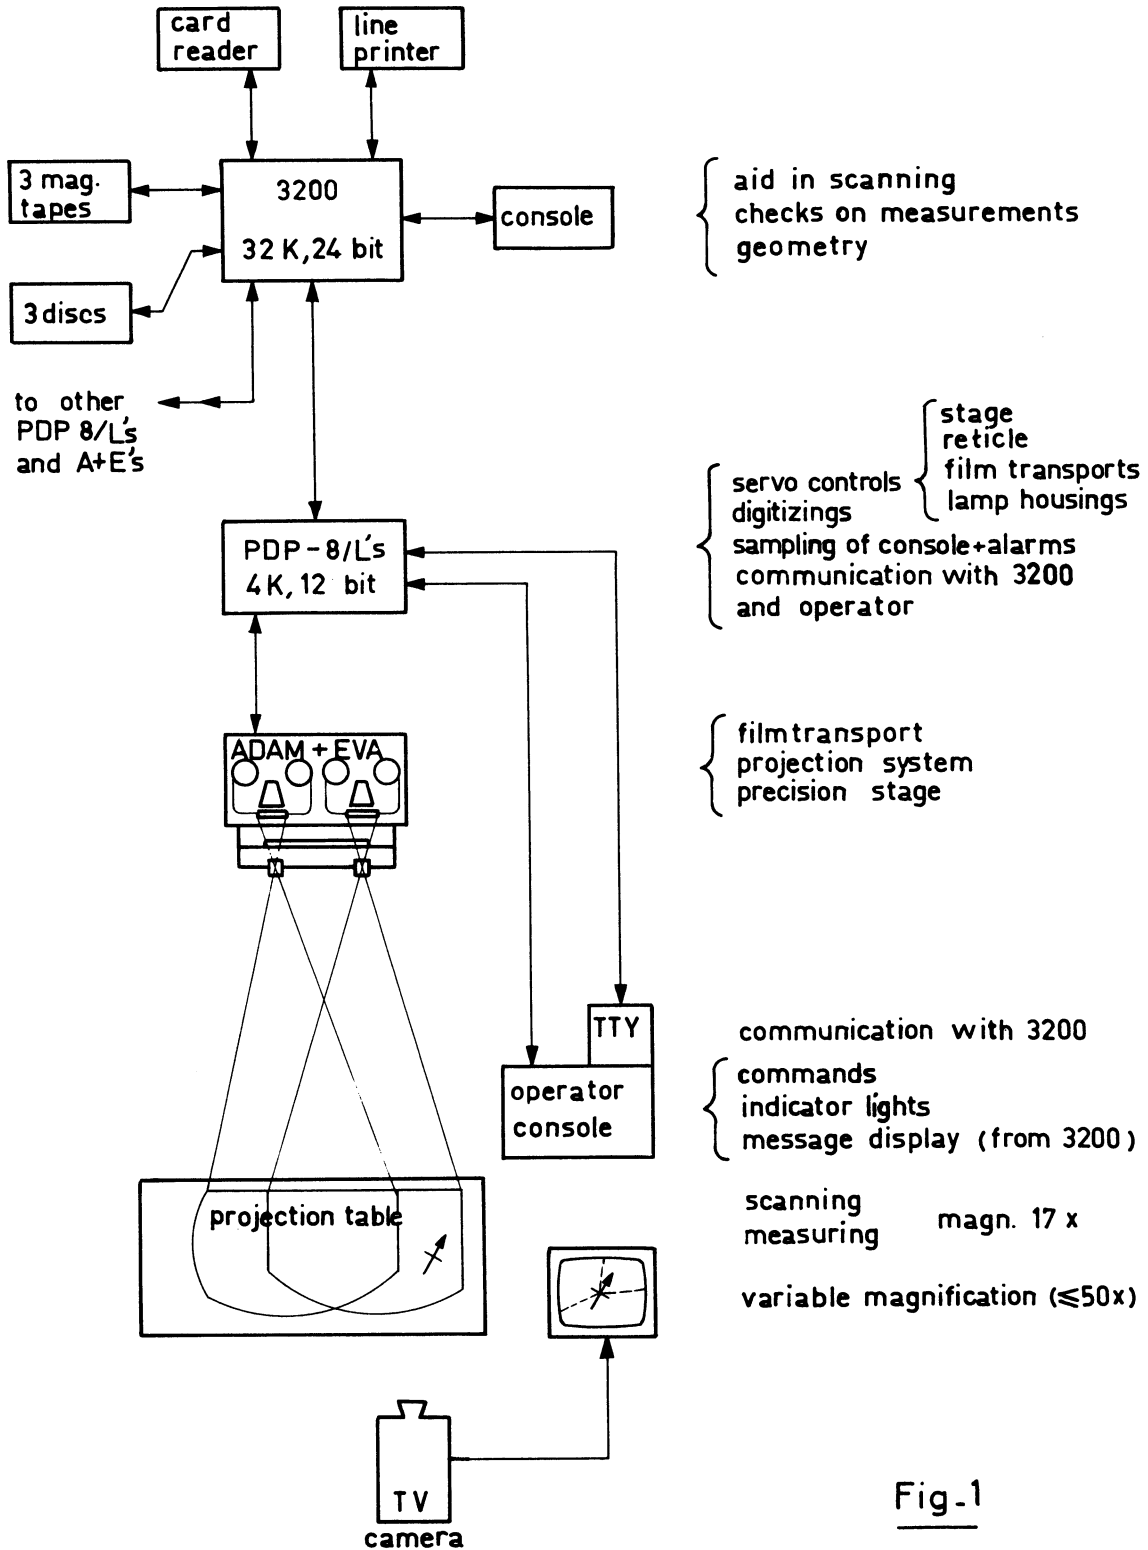 card
reader
line
printer
3 mag.
tapes
3200
32 K, 24 bit
console
3 discs
aid in scanning
checks on measurements
geometry
to other
PDP 8/L's
and A+E's
stage
reticle
film transports
lamp housings
servo controls
digitizings
sampling of console+alarms
communication with 3200
and operator
PDP-8/L's
4K, 12 bit
ADAM + EVA
film transport
projection system
precision stage
TTY
operator
console
communication with 3200
commands
indicator lights
message display (from 3200)
projection table
scanning
measuring
magn. 17 x
variable magnification (≤50x)
TV
camera
Fig-1